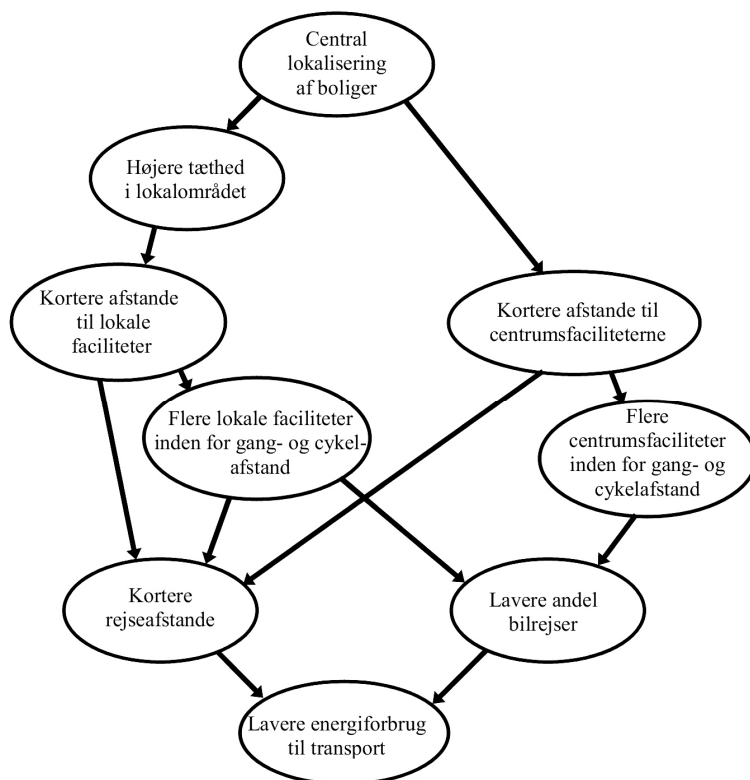 Central
lokalisering
af boliger
Højere tæthed
i lokalområdet
Kortere afstande
til lokale
faciliteter
Kortere afstande til
centrumsfaciliteterne
Flere lokale faciliteter
inden for gang- og cykel-
afstand
Flere
centrumsfaciliteter
inden for gang- og
cykelafstand
Kortere
rejseafstande
Lavere andel
bilrejser
Lavere energiforbrug
til transport